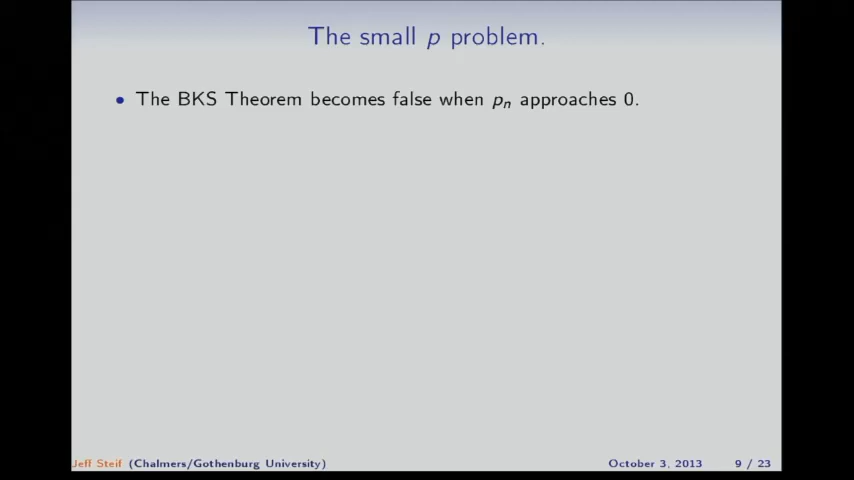 The small p problem.
• The BKS Theorem becomes false when pₙ approaches 0.
Jeff Steif (Chalmers/Gothenburg University) October 3, 2013 9 / 23